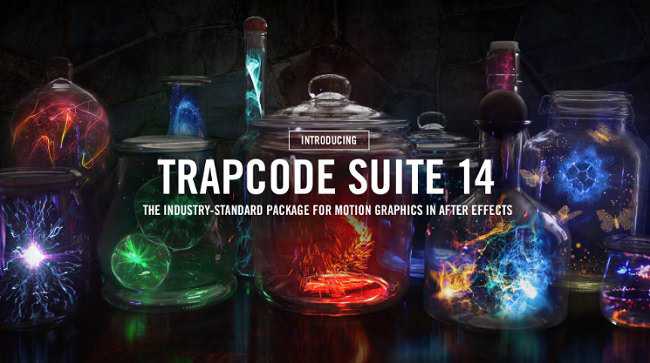 INTRODUCING
TRAPCODE SUITE 14
THE INDUSTRY-STANDARD PACKAGE FOR MOTION GRAPHICS IN AFTER EFFECTS